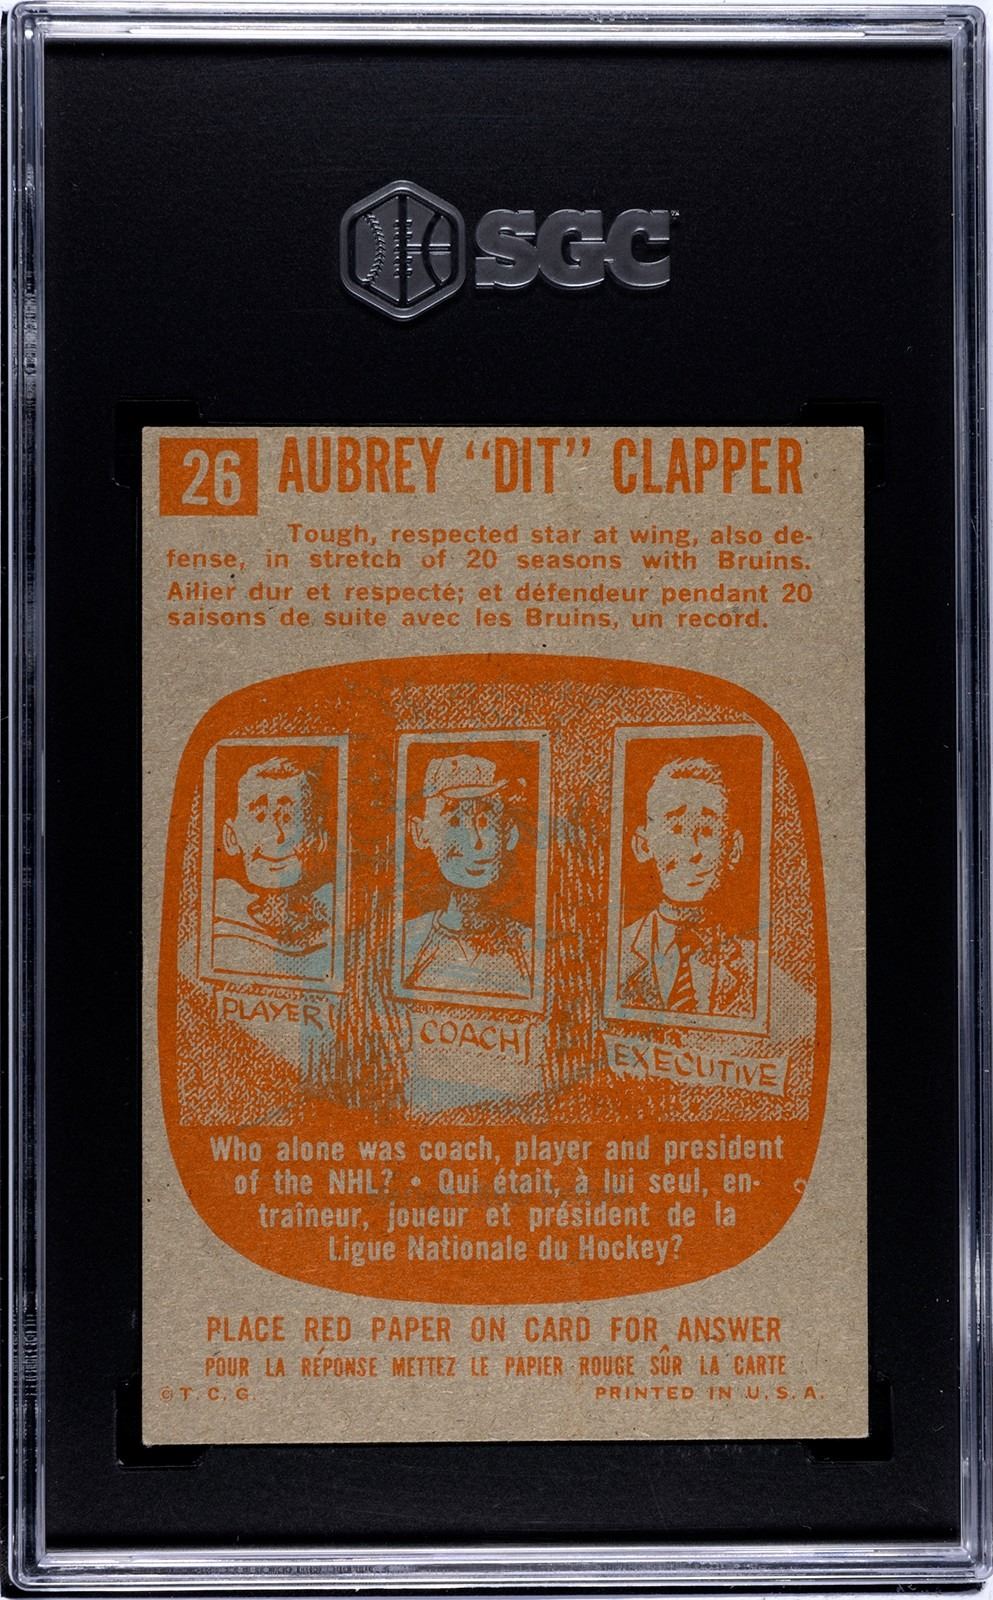 SGC
26 AUBREY "DIT" CLAPPER
Tough, respected star at wing, also de-
fense, in stretch of 20 seasons with Bruins.
Ailier dur et respecté; et défendeur pendant 20
saisons de suite avec les Bruins, un record.
PLAYER
COACH
EXECUTIVE
Who alone was coach, player and president
of the NHL? • Qui était, à lui seul, en-
traîneur, joueur et président de la
Ligue Nationale du Hockey?
PLACE RED PAPER ON CARD FOR ANSWER
POUR LA RÉPONSE METTEZ LE PAPIER ROUGE SÛR LA CARTE
© T. C. G. PRINTED IN U. S. A.